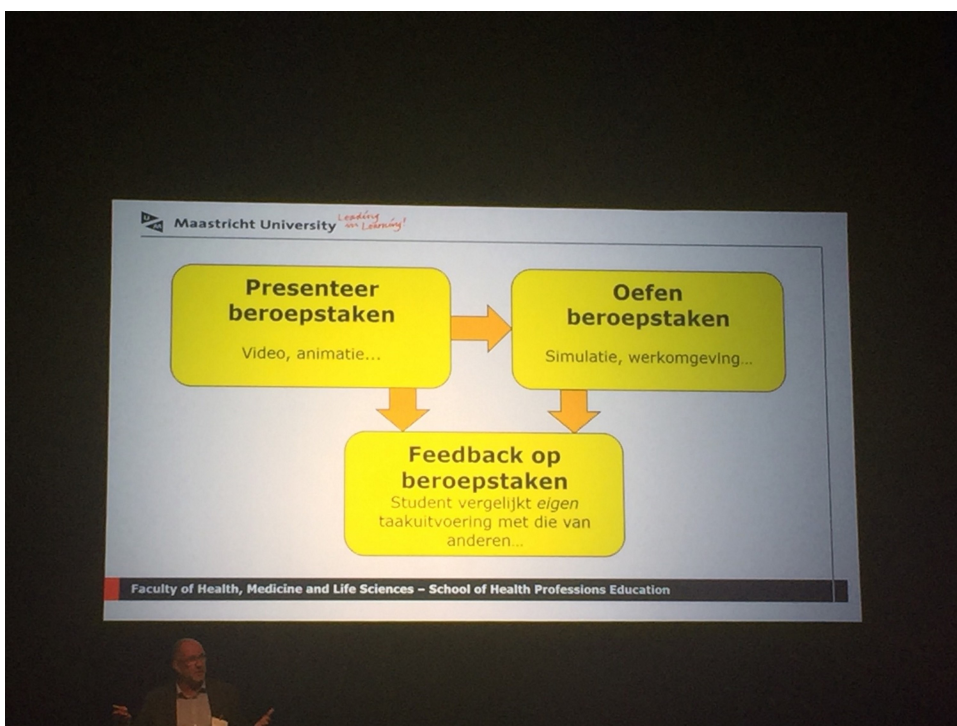 UM
Maastricht University Leading in Learning!
Presenteer
beroepstaken
Video, animatie...
Oefen
beroepstaken
Simulatie, werkomgeving...
Feedback op
beroepstaken
Student vergelijkt eigen
taakuitvoering met die van
anderen...
Faculty of Health, Medicine and Life Sciences – School of Health Professions Education